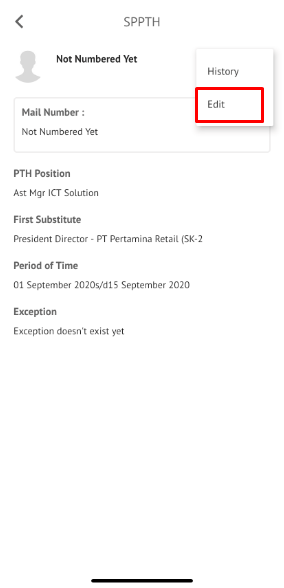 SPPTH
Not Numbered Yet
History
Edit
Mail Number :
Not Numbered Yet
PTH Position
Ast Mgr ICT Solution
First Substitute
President Director - PT Pertamina Retail (SK-2
Period of Time
01 September 2020s/d15 September 2020
Exception
Exception doesn't exist yet